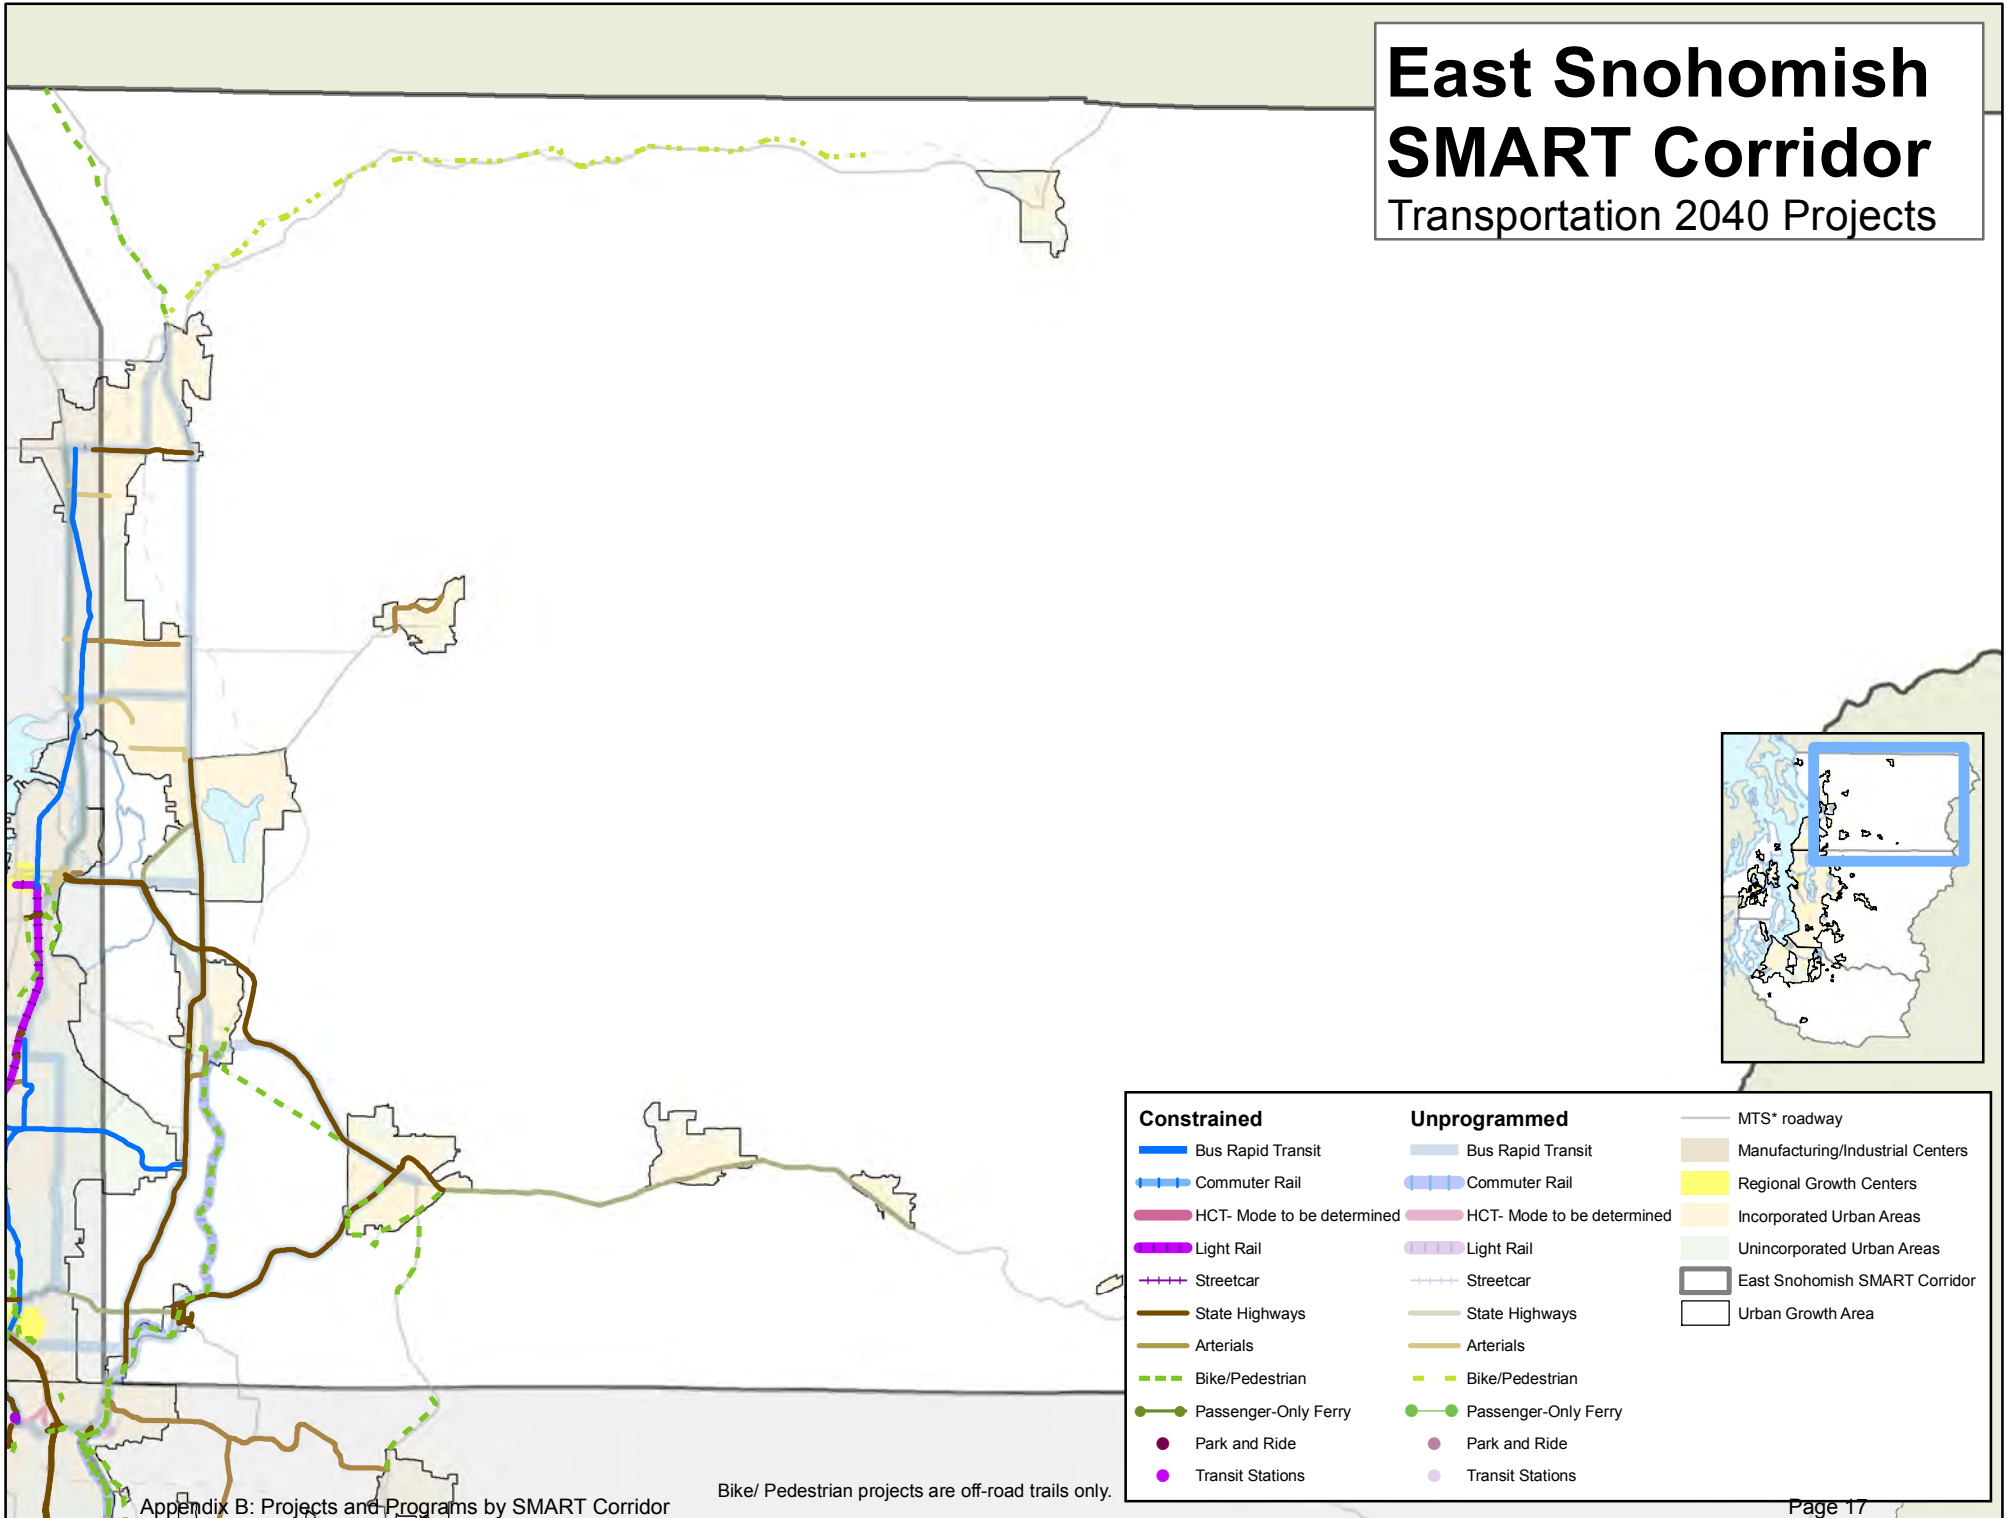 East Snohomish
SMART Corridor
Transportation 2040 Projects
Constrained
Bus Rapid Transit
Commuter Rail
HCT- Mode to be determined
Light Rail
Streetcar
State Highways
Arterials
Bike/Pedestrian
Passenger-Only Ferry
Park and Ride
Transit Stations
Unprogrammed
Bus Rapid Transit
Commuter Rail
HCT- Mode to be determined
Light Rail
Streetcar
State Highways
Arterials
Bike/Pedestrian
Passenger-Only Ferry
Park and Ride
Transit Stations
MTS* roadway
Manufacturing/Industrial Centers
Regional Growth Centers
Incorporated Urban Areas
Unincorporated Urban Areas
East Snohomish SMART Corridor
Urban Growth Area
Bike/ Pedestrian projects are off-road trails only.
Appendix B: Projects and Programs by SMART Corridor
Page 17